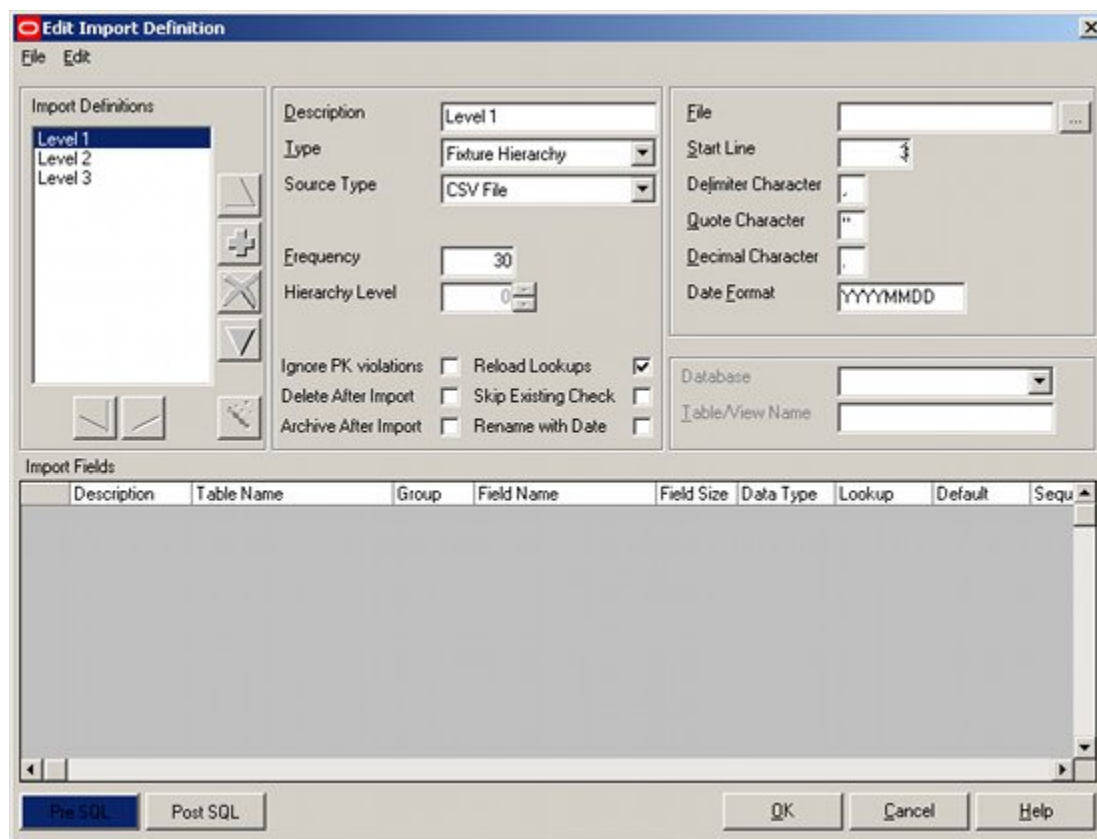 Edit Import Definition
File Edit
Import Definitions
Level 1
Level 2
Level 3
Description Level 1
Type Fixture Hierarchy
Source Type CSV File
Frequency 30
Hierarchy Level 0
Ignore PK violations Reload Lookups
Delete After Import Skip Existing Check
Archive After Import Rename with Date
File ...
Start Line
Delimiter Character ,
Quote Character "
Decimal Character .
Date Format YYYYMMDD
Database
Table/View Name
Import Fields
Description Table Name Group Field Name Field Size Data Type Lookup Default Sequ
Pre SQL Post SQL OK Cancel Help